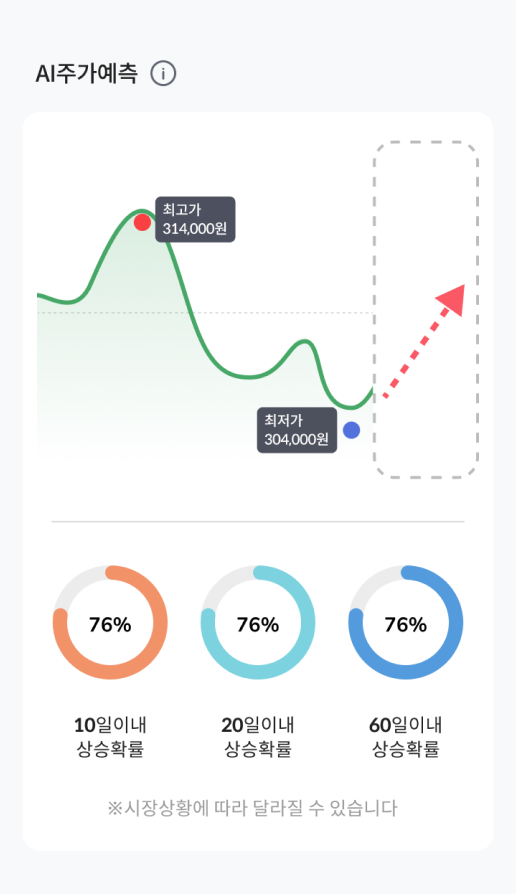 AI주가예측
최고가
314,000원
최저가
304,000원
76%
76%
76%
10일이내
상승확률
20일이내
상승확률
60일이내
상승확률
※시장상황에 따라 달라질 수 있습니다